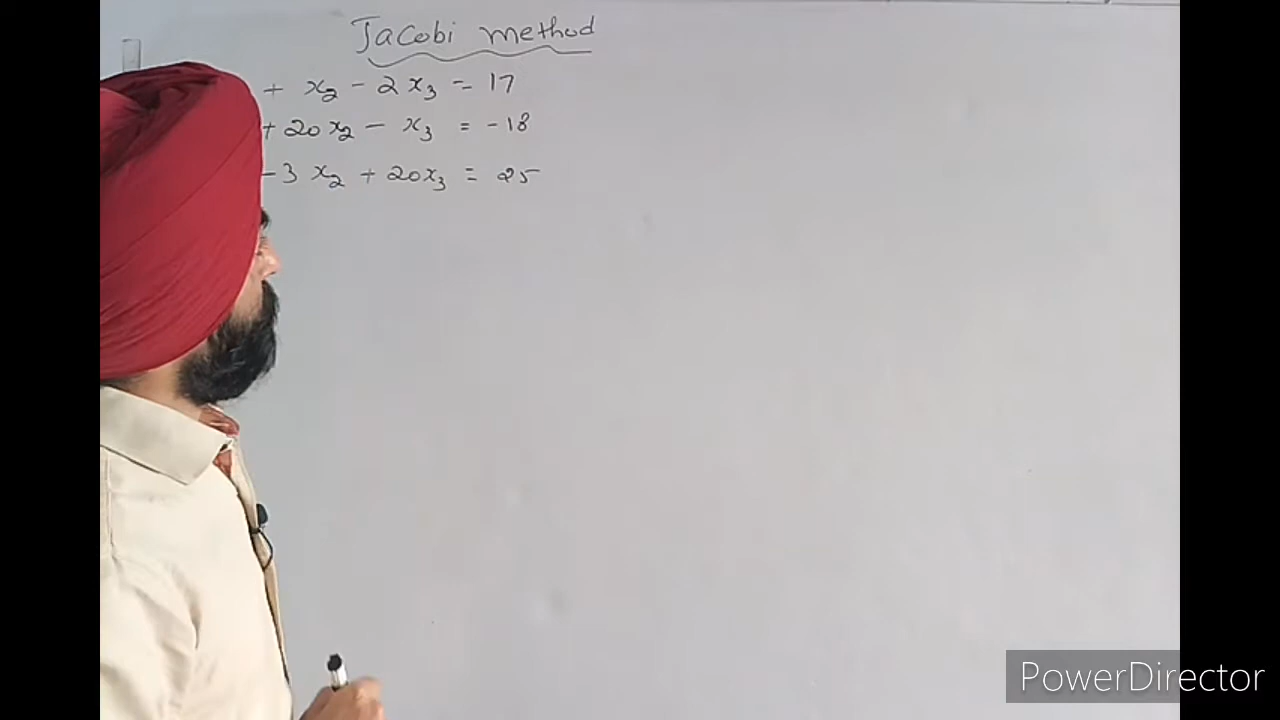 Jacobi method
+ x₂ - 2x₃ = 17
+ 20x₂ - x₃ = -18
-3x₂ + 20x₃ = 25
PowerDirector